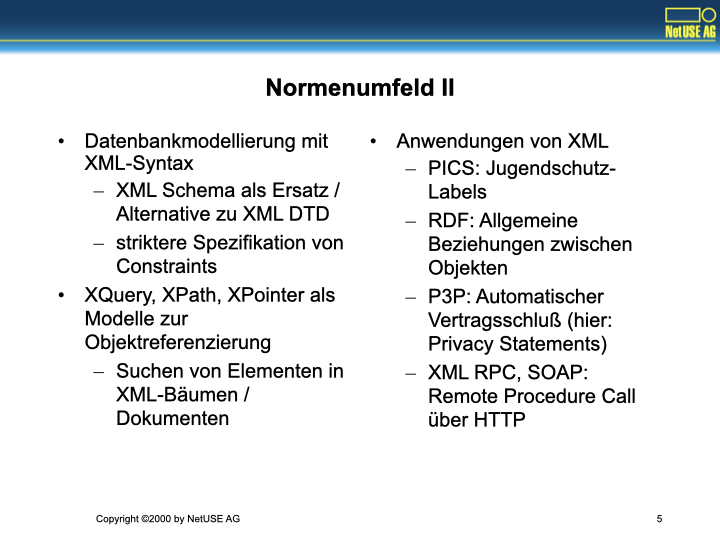 NetUSE AG
Normenumfeld II
• Datenbankmodellierung mit
XML-Syntax
– XML Schema als Ersatz /
Alternative zu XML DTD
– striktere Spezifikation von
Constraints
• XQuery, XPath, XPointer als
Modelle zur
Objektreferenzierung
– Suchen von Elementen in
XML-Bäumen /
Dokumenten
• Anwendungen von XML
– PICS: Jugendschutz-
Labels
– RDF: Allgemeine
Beziehungen zwischen
Objekten
– P3P: Automatischer
Vertragsschluß (hier:
Privacy Statements)
– XML RPC, SOAP:
Remote Procedure Call
über HTTP
Copyright ©2000 by NetUSE AG
5